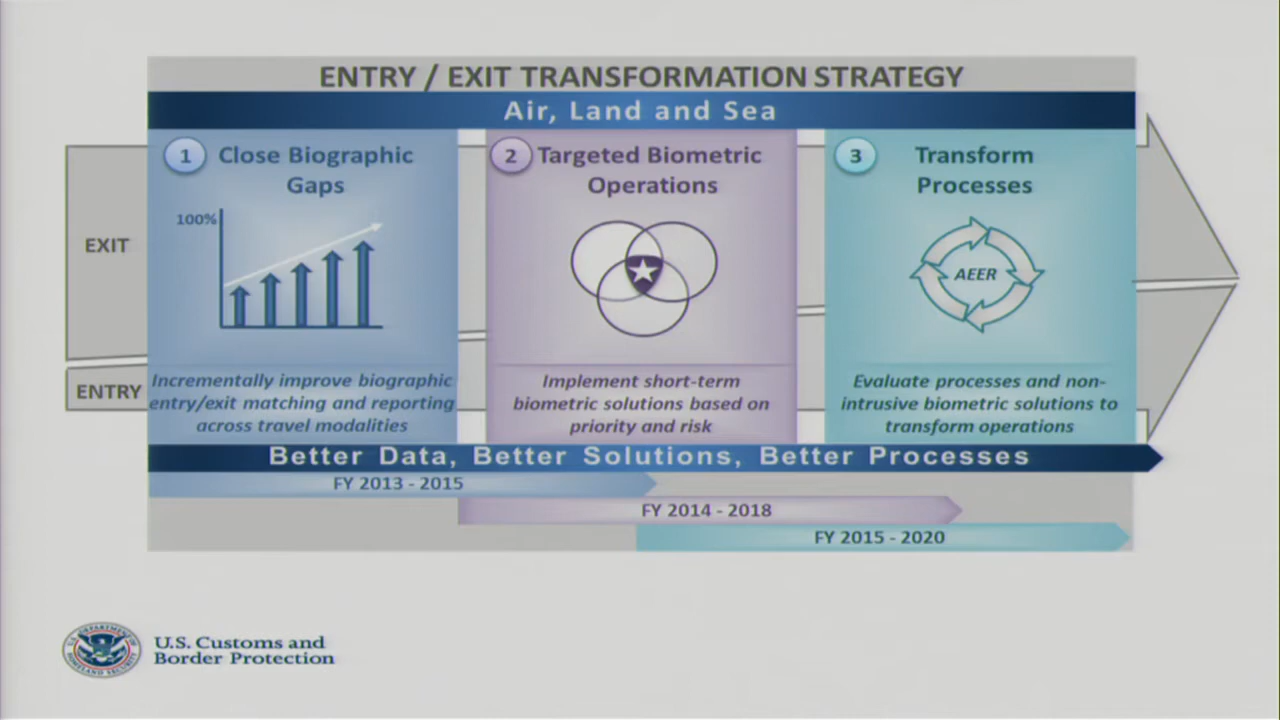 ENTRY / EXIT TRANSFORMATION STRATEGY
Air, Land and Sea
EXIT
ENTRY
1
Close Biographic
Gaps
100%
Incrementally improve biographic
entry/exit matching and reporting
across travel modalities
2
Targeted Biometric
Operations
Implement short-term
biometric solutions based on
priority and risk
3
Transform
Processes
AEER
Evaluate processes and non-
intrusive biometric solutions to
transform operations
Better Data, Better Solutions, Better Processes
FY 2013 - 2015
FY 2014 - 2018
FY 2015 - 2020
U.S. Customs and
Border Protection